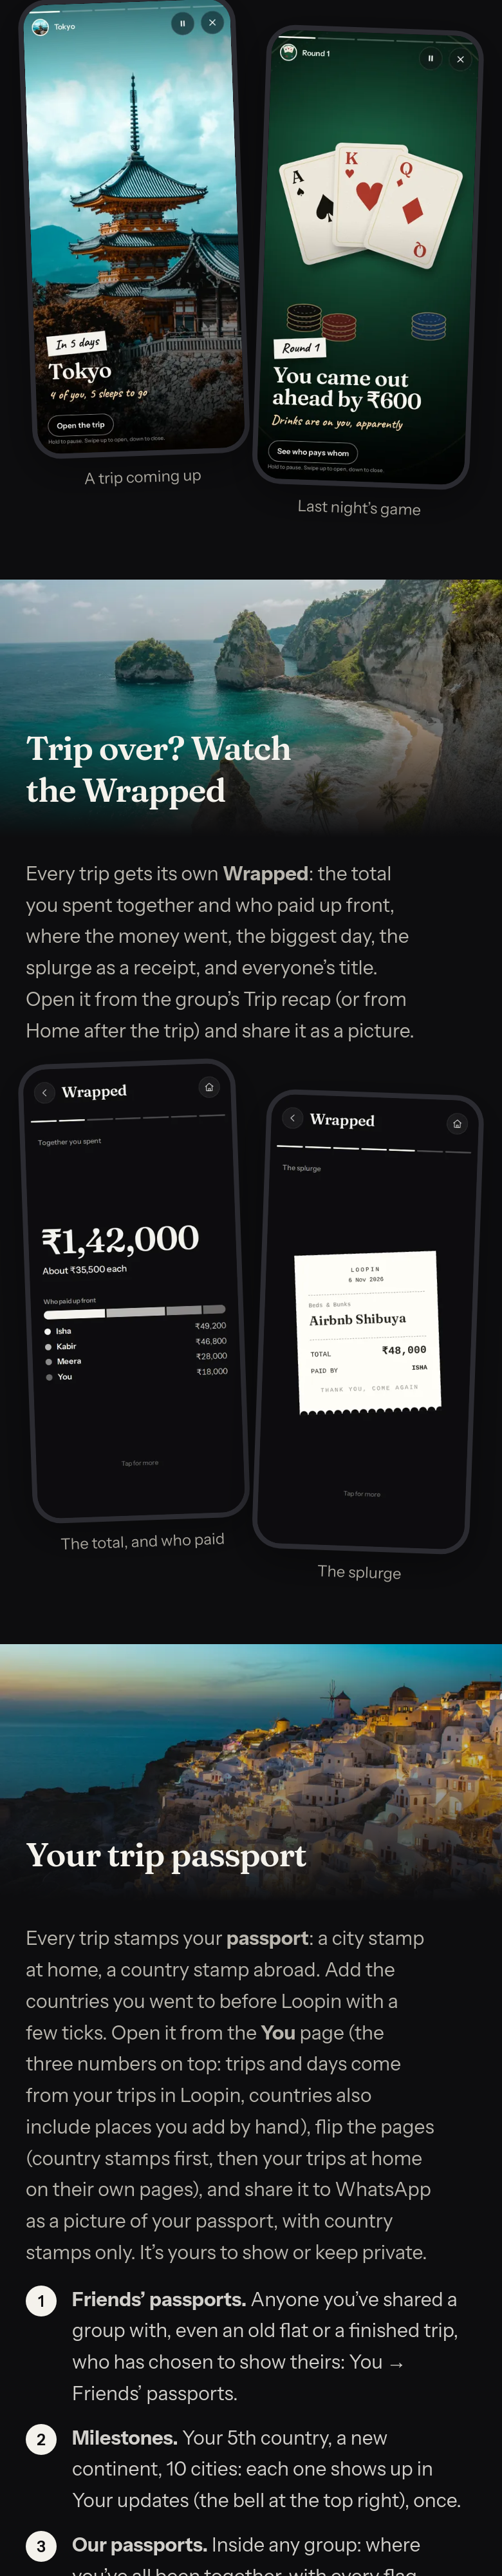 Tokyo
In 5 days
Tokyo
4 of you, 5 sleeps to go
Open the trip
Hold to pause. Swipe up to open, down to close.
A trip coming up
Round 1
A
K
Q
Q
Round 1
You came out
ahead by ₹600
Drinks are on you, apparently
See who pays whom
Hold to pause. Swipe up to open, down to close.
Last night's game
Trip over? Watch
the Wrapped
Every trip gets its own Wrapped: the total
you spent together and who paid up front,
where the money went, the biggest day, the
splurge as a receipt, and everyone's title.
Open it from the group's Trip recap (or from
Home after the trip) and share it as a picture.
Wrapped
Together you spent
₹1,42,000
About ₹35,500 each
Who paid up front
Isha ₹49,200
Kabir ₹46,800
Meera ₹28,000
You ₹18,000
Tap for more
The total, and who paid
Wrapped
The splurge
LOOPIN
8 Nov 2026
Beds & Bunks
Airbnb Shibuya
TOTAL ₹48,000
PAID BY ISHA
THANK YOU, COME AGAIN
Tap for more
The splurge
Your trip passport
Every trip stamps your passport: a city stamp
at home, a country stamp abroad. Add the
countries you went to before Loopin with a
few ticks. Open it from the You page (the
three numbers on top: trips and days come
from your trips in Loopin, countries also
include places you add by hand), flip the pages
(country stamps first, then your trips at home
on their own pages), and share it to WhatsApp
as a picture of your passport, with country
stamps only. It's yours to show or keep private.
1 Friends' passports. Anyone you've shared a
group with, even an old flat or a finished trip,
who has chosen to show theirs: You →
Friends' passports.
2 Milestones. Your 5th country, a new
continent, 10 cities: each one shows up in
Your updates (the bell at the top right), once.
3 Our passports. Inside any group: where
you've all been together, with every flag